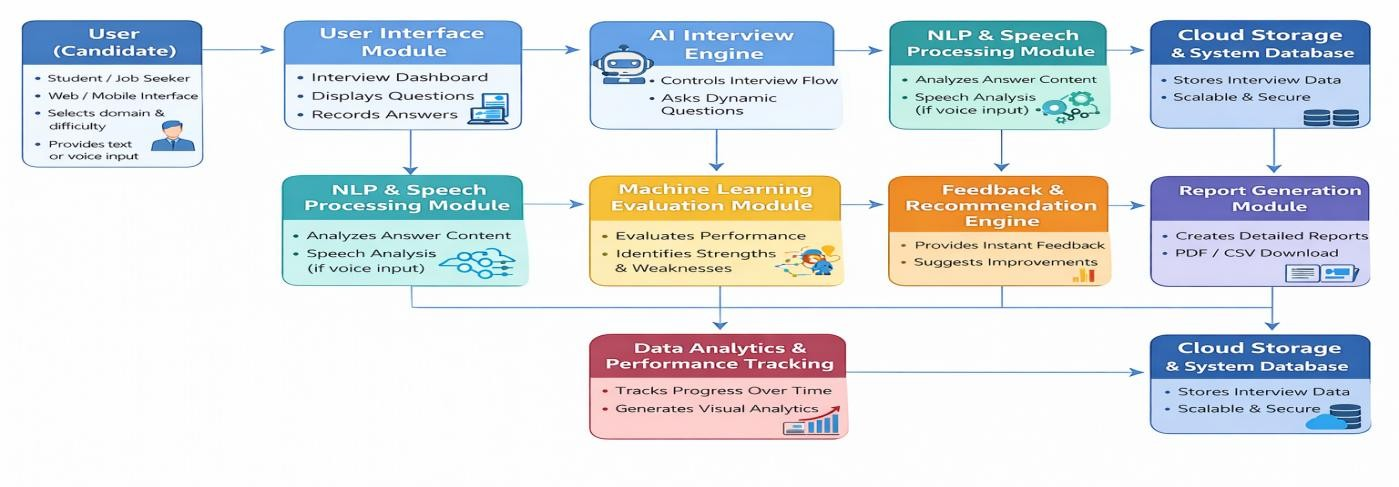 User
(Candidate)
• Student / Job Seeker
• Web / Mobile Interface
• Selects domain &
difficulty
• Provides text
or voice input
User Interface
Module
• Interview Dashboard
• Displays Questions
• Records Answers
AI Interview
Engine
• Controls Interview Flow
• Asks Dynamic
Questions
NLP & Speech
Processing Module
• Analyzes Answer Content
• Speech Analysis
(if voice input)
Cloud Storage
& System Database
• Stores Interview Data
• Scalable & Secure
NLP & Speech
Processing Module
• Analyzes Answer Content
• Speech Analysis
(if voice input)
Machine Learning
Evaluation Module
• Evaluates Performance
• Identifies Strengths
& Weaknesses
Feedback &
Recommendation
Engine
• Provides Instant Feedback
• Suggests Improvements
Report Generation
Module
• Creates Detailed Reports
• PDF / CSV Download
Data Analytics &
Performance Tracking
• Tracks Progress Over Time
• Generates Visual Analytics
Cloud Storage
& System Database
• Stores Interview Data
• Scalable & Secure